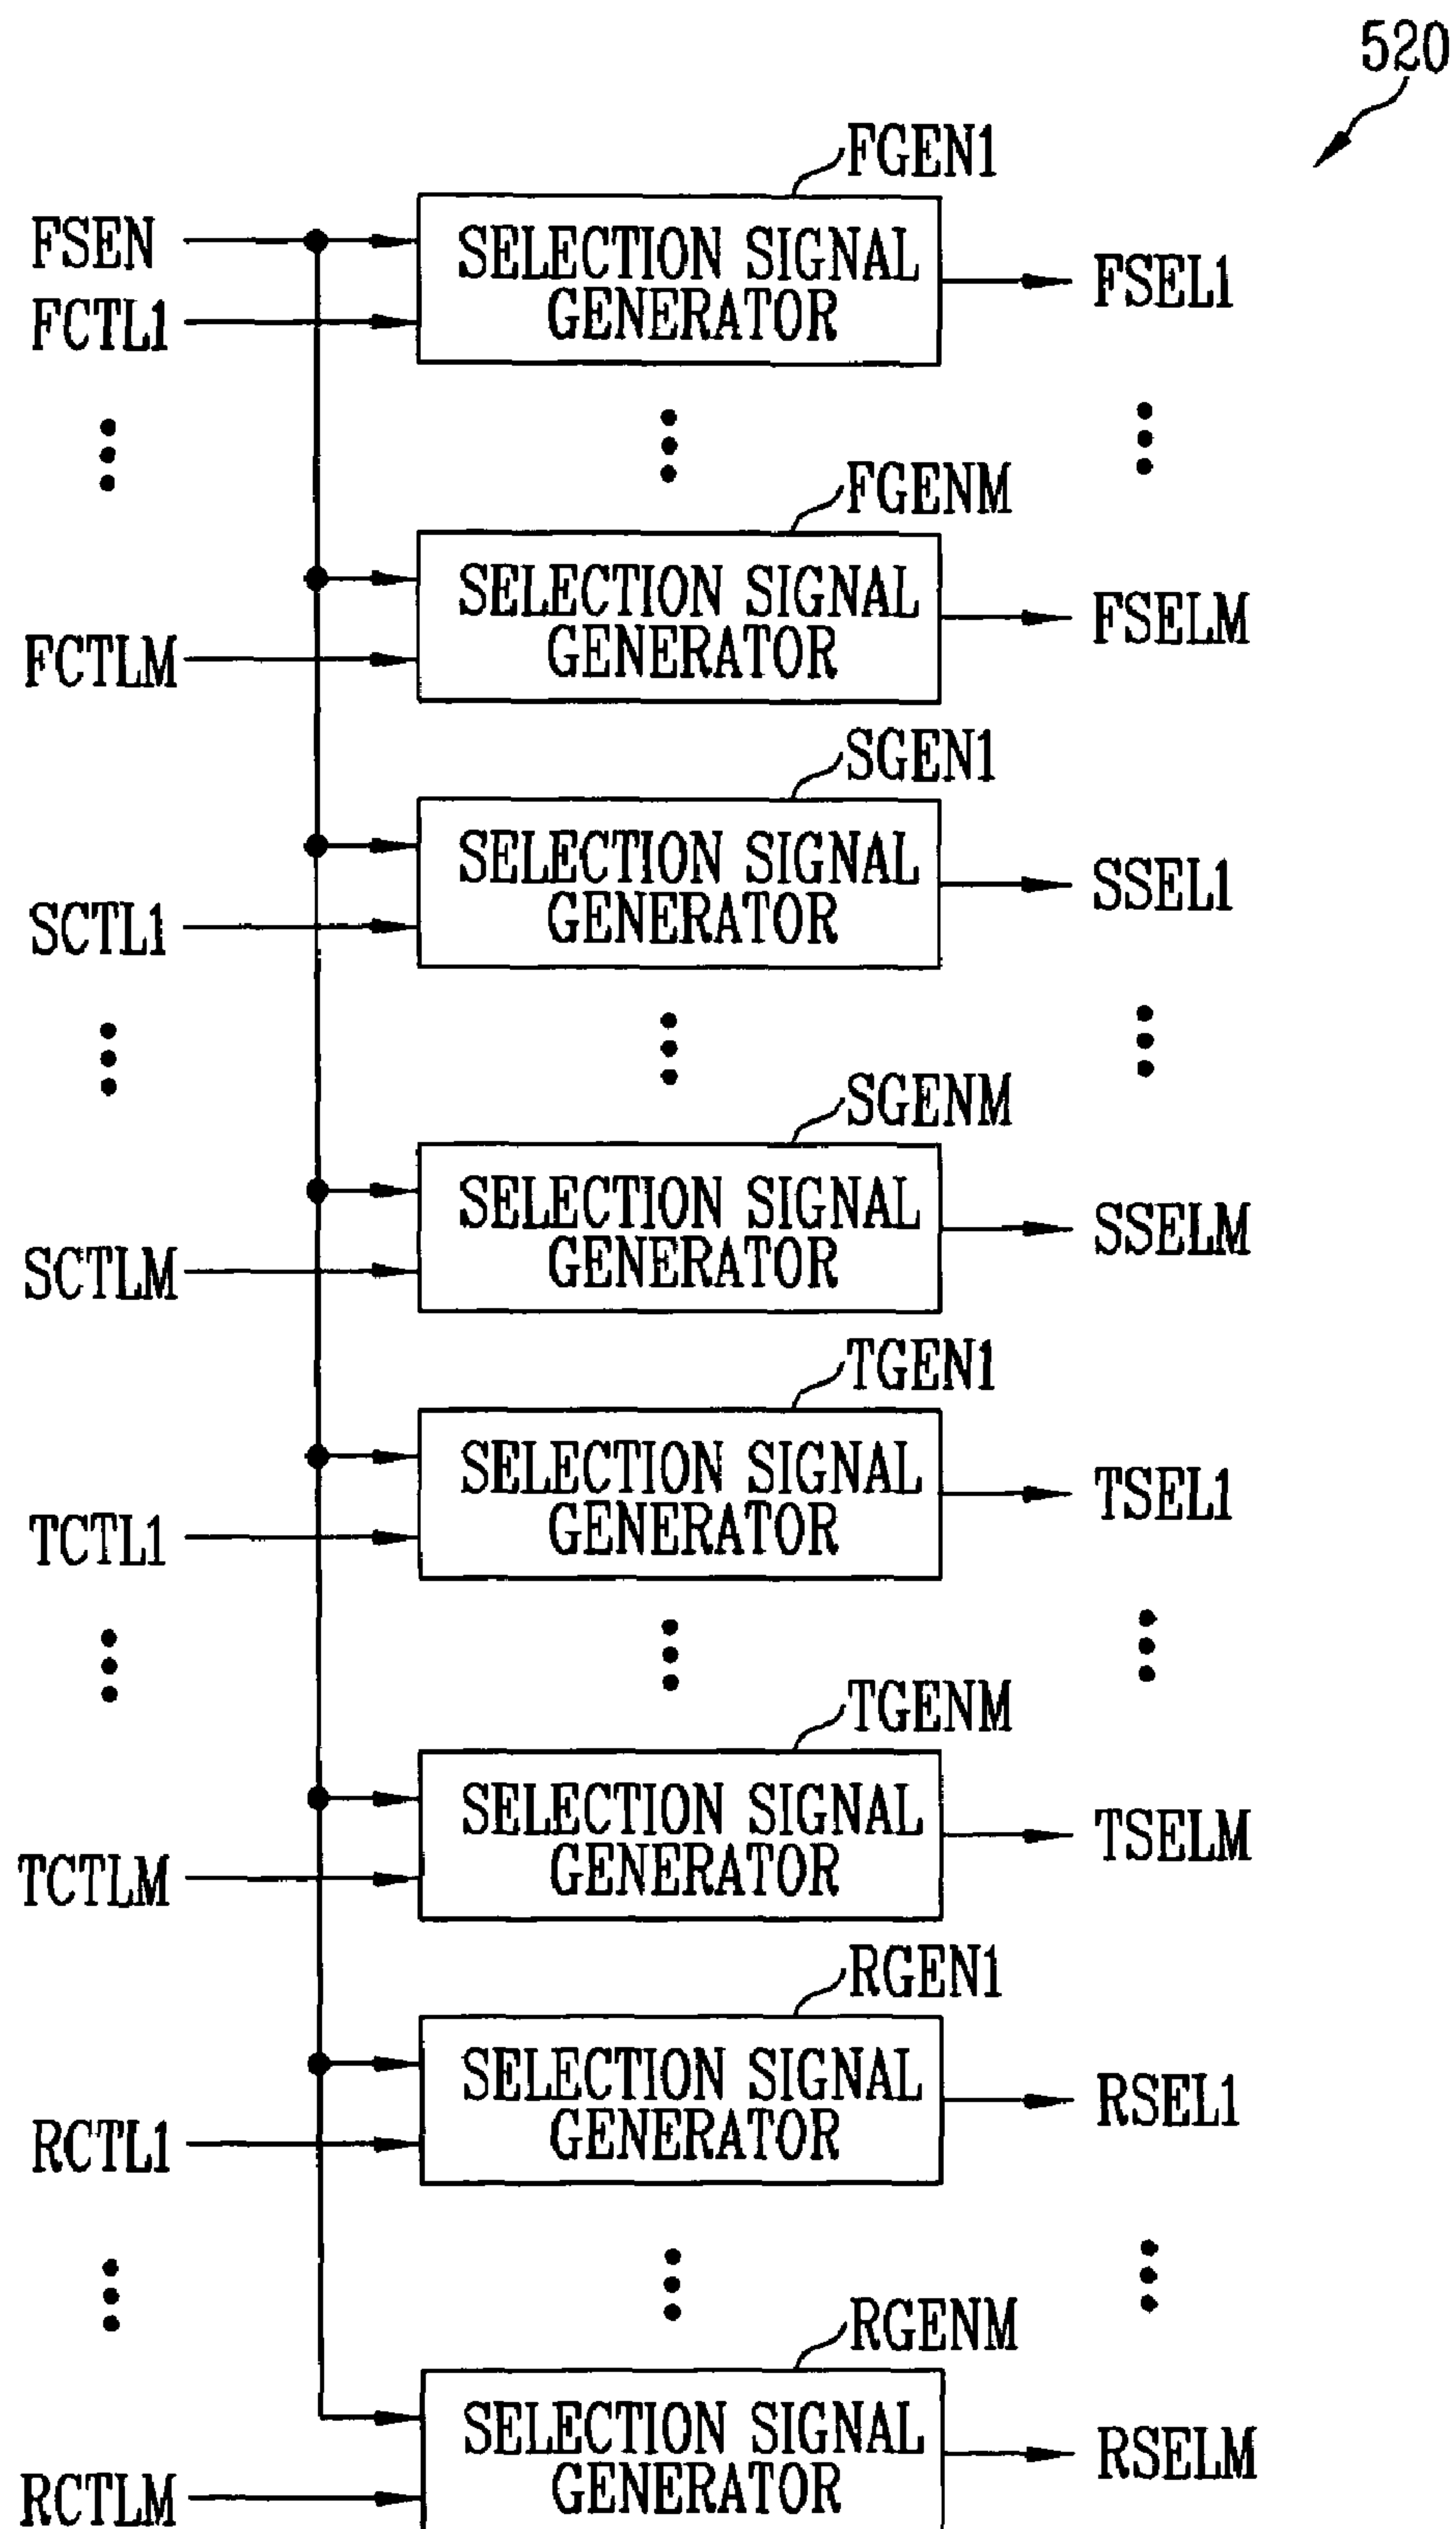 520
FGEN1
FSEN
SELECTION SIGNAL
GENERATOR
FSEL1
FCTL1
FGENM
SELECTION SIGNAL
GENERATOR
FSELM
FCTLM
SGEN1
SELECTION SIGNAL
GENERATOR
SSEL1
SCTL1
SGENM
SELECTION SIGNAL
GENERATOR
SSELM
SCTLM
TGEN1
SELECTION SIGNAL
GENERATOR
TSEL1
TCTL1
TGENM
SELECTION SIGNAL
GENERATOR
TSELM
TCTLM
RGEN1
SELECTION SIGNAL
GENERATOR
RSEL1
RCTL1
RGENM
SELECTION SIGNAL
GENERATOR
RSELM
RCTLM